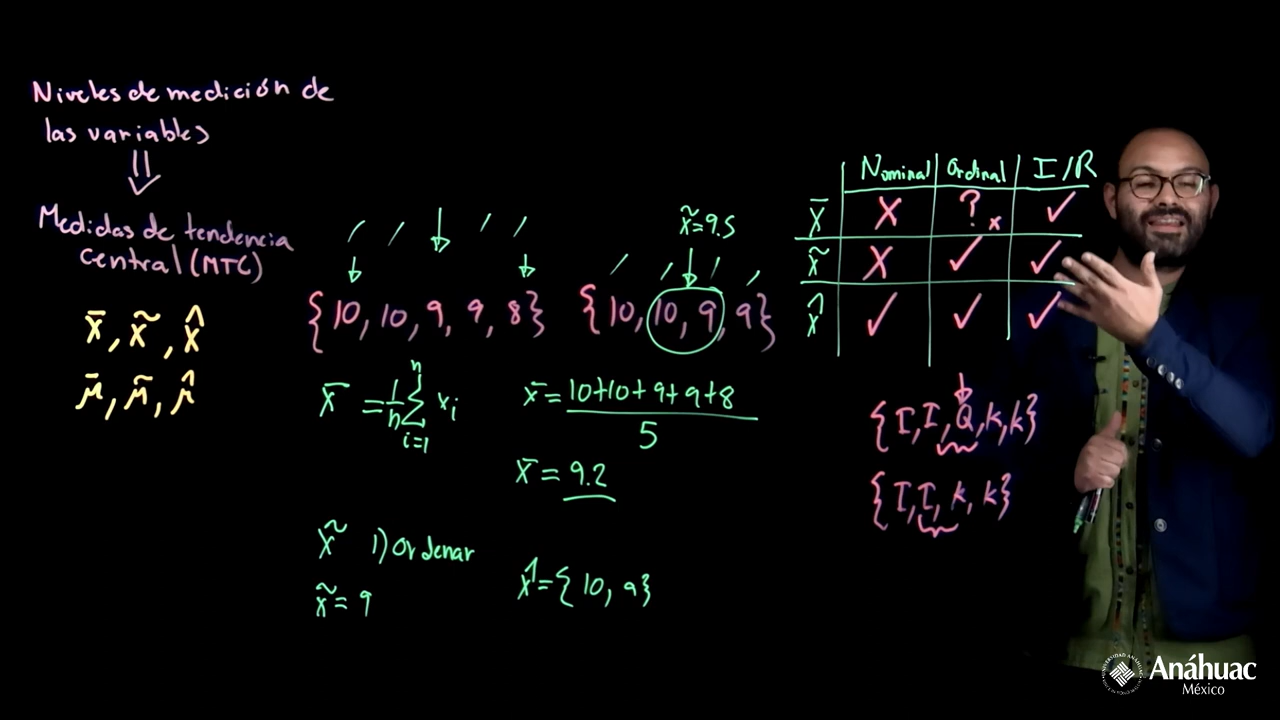 Niveles de medición de
las variables
⇓
Medidas de tendencia
central (MTC)
x̄, x̃, x̂
μ̄, μ̃, μ̂
{10, 10, 9, 9, 8}
x̄ = 1/n Σ_{i=1}^{n} x_i
x̄ = 10+10+9+9+8 / 5
x̄ = 9.2
x̃ 1) Ordenar
x̃ = 9
x̂ = {10, 9}
x̃ = 9.5
{10, 10, 9, 9}
Nominal Ordinal I/R
x̄ ✗ ? ✗ ✓
x̃ ✗ ✓ ✓
x̂ ✓ ✓ ✓
{I, I, Q, K, K}
{I, I, K, K}
Anáhuac
México